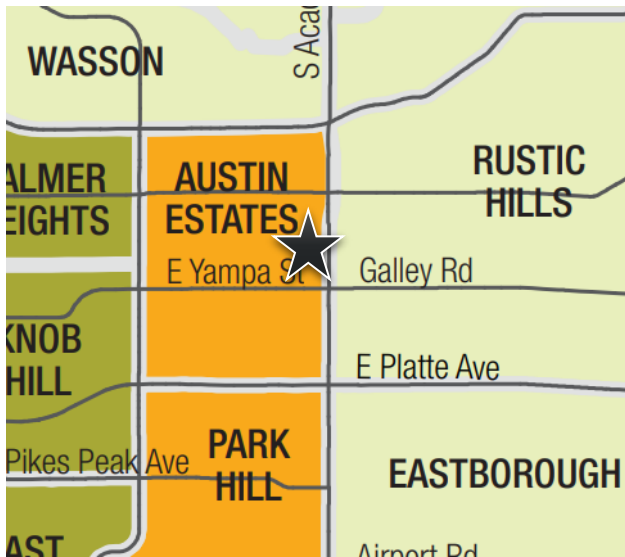 S Aca
WASSON
RUSTIC
HILLS
ALMER
EIGHTS
AUSTIN
ESTATES
E Yampa St
Galley Rd
KNOB
HILL
E Platte Ave
PARK
HILL
Pikes Peak Ave
EASTBOROUGH
AST
Airport Rd